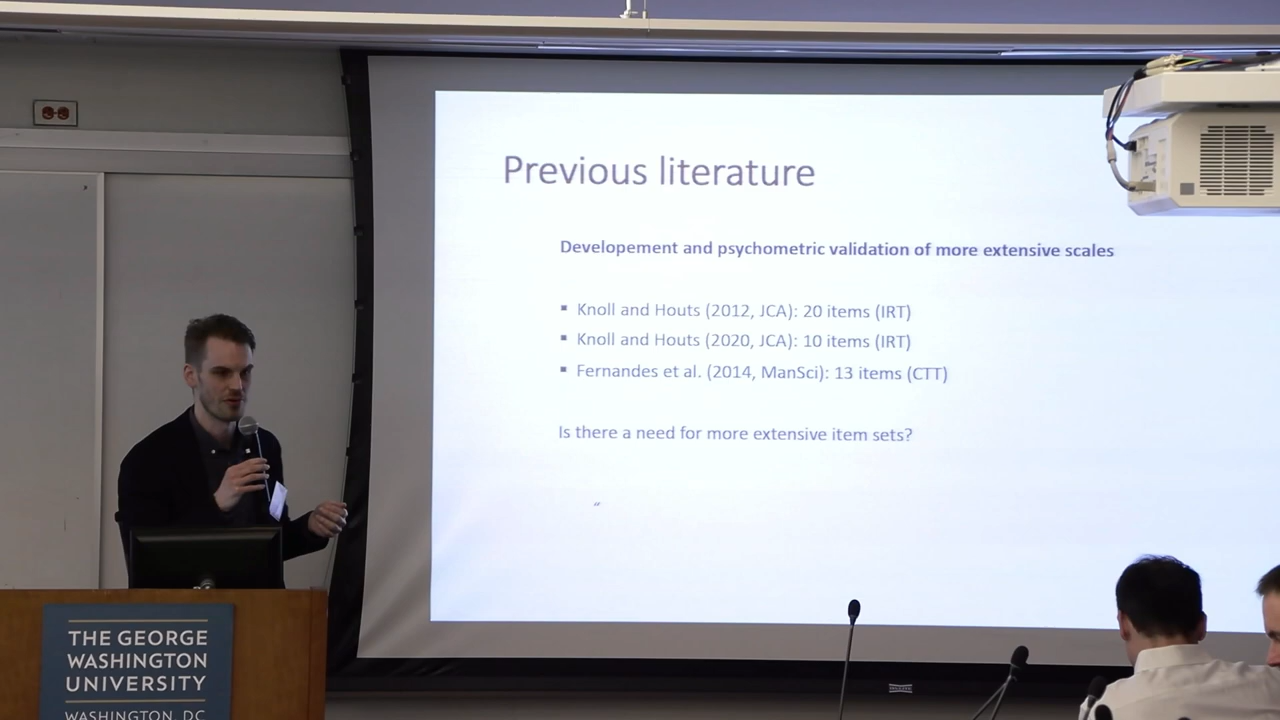 Previous literature
Developement and psychometric validation of more extensive scales
▪ Knoll and Houts (2012, JCA): 20 items (IRT)
▪ Knoll and Houts (2020, JCA): 10 items (IRT)
▪ Fernandes et al. (2014, ManSci): 13 items (CTT)
Is there a need for more extensive item sets?
“
THE GEORGE
WASHINGTON
UNIVERSITY
WASHINGTON, DC